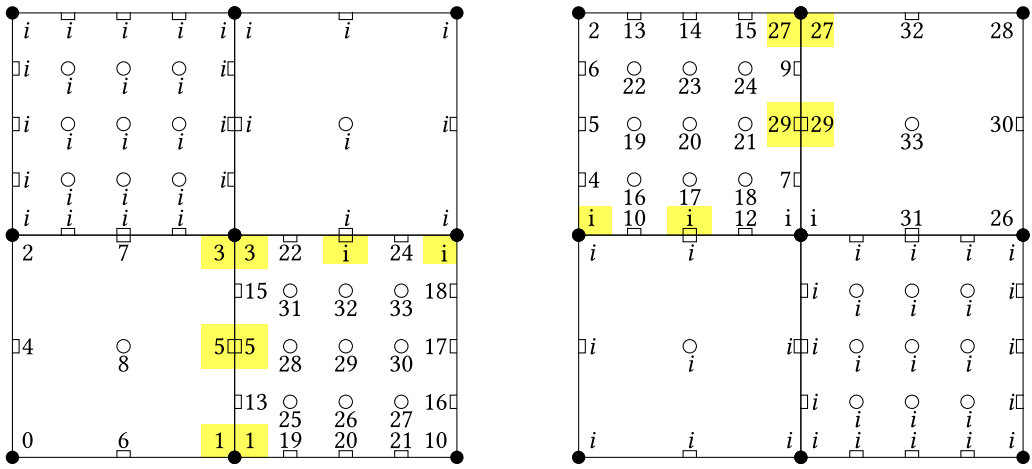 i i i i i i i i
i i
i i i
i i i i
i i i i
i i
i i i
i i i i i i
2 7 3 3 22 i 24 i
15 18
31 32 33
4 5 5 17
8 28 29 30
13 16
25 26 27
0 6 1 1 19 20 21 10
2 13 14 15 27 27 32 28
6 9
22 23 24
5 29 29 30
19 20 21 33
4 7
16 17 18
i 10 i 12 i i 31 26
i i i i i i
i i
i i i
i i i i
i i i i
i i
i i i
i i i i i i i i